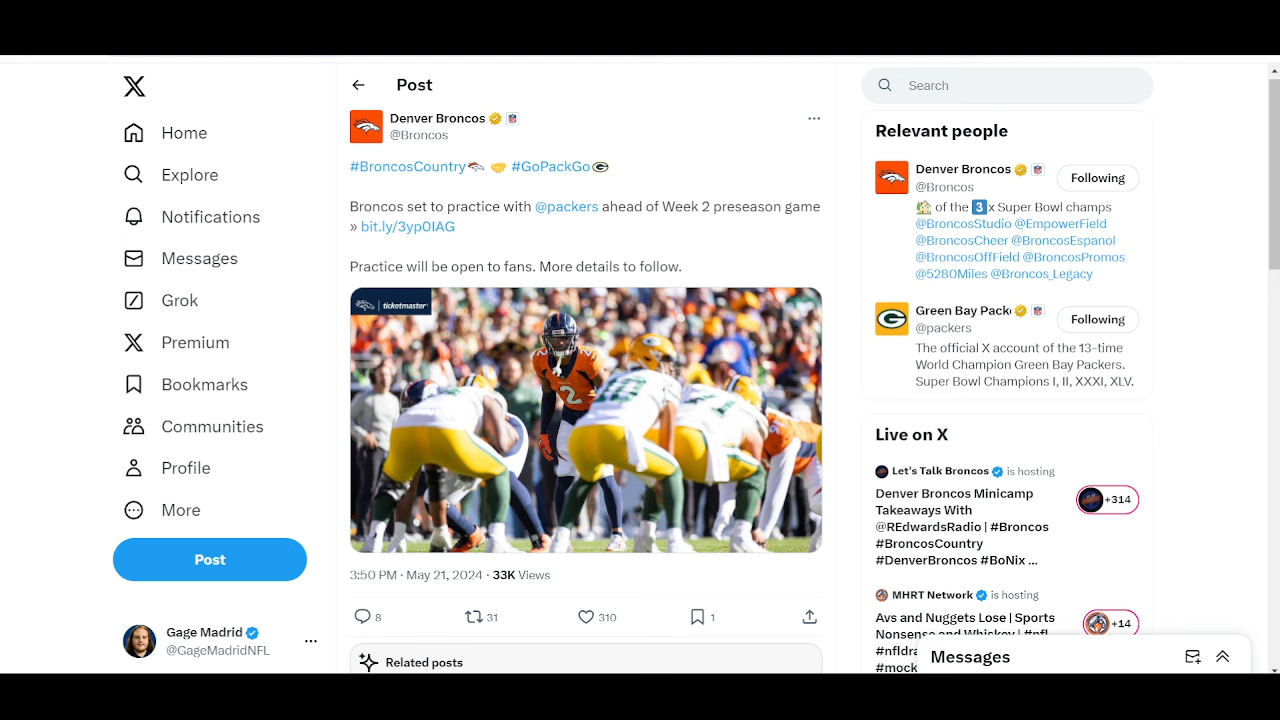 Home
Explore
Notifications
Messages
Grok
Premium
Bookmarks
Communities
Profile
More
Post
Gage Madrid
@GageMadridNFL
Post
Denver Broncos
@Broncos
#BroncosCountry #GoPackGo
Broncos set to practice with @packers ahead of Week 2 preseason game
» bit.ly/3yp0IAG
Practice will be open to fans. More details to follow.
ticketmaster
2
3:50 PM · May 21, 2024 · 33K Views
8 31 310 1
Related posts
Search
Relevant people
Denver Broncos
Following
@Broncos
of the 3x Super Bowl champs
@BroncosStudio @EmpowerField
@BroncosCheer @BroncosEspanol
@BroncosOffField @BroncosPromos
@5280Miles @Broncos_Legacy
Green Bay Pack
Following
@packers
The official X account of the 13-time
World Champion Green Bay Packers.
Super Bowl Champions I, II, XXXI, XLV.
Live on X
Let's Talk Broncos is hosting
Denver Broncos Minicamp
Takeaways With
@REdwardsRadio | #Broncos
#BroncosCountry
#DenverBroncos #BoNix ...
+314
MHRT Network is hosting
Avs and Nuggets Lose | Sports
Nonsense and Whiskey | #nfl
#nfldra
#mock
+14
Messages